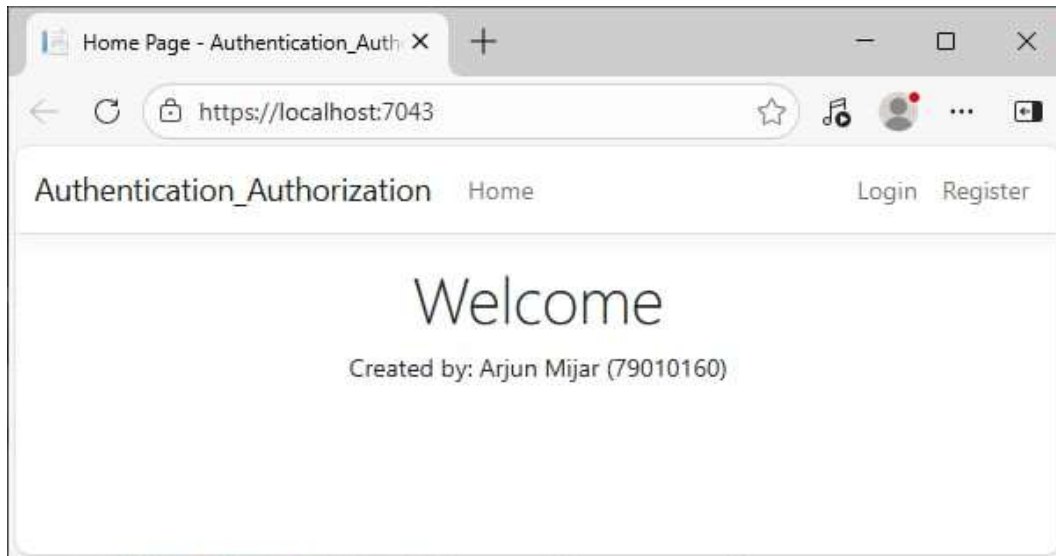 Home Page - Authentication_Auth
https://localhost:7043
Authentication_Authorization Home Login Register
Welcome
Created by: Arjun Mijar (79010160)